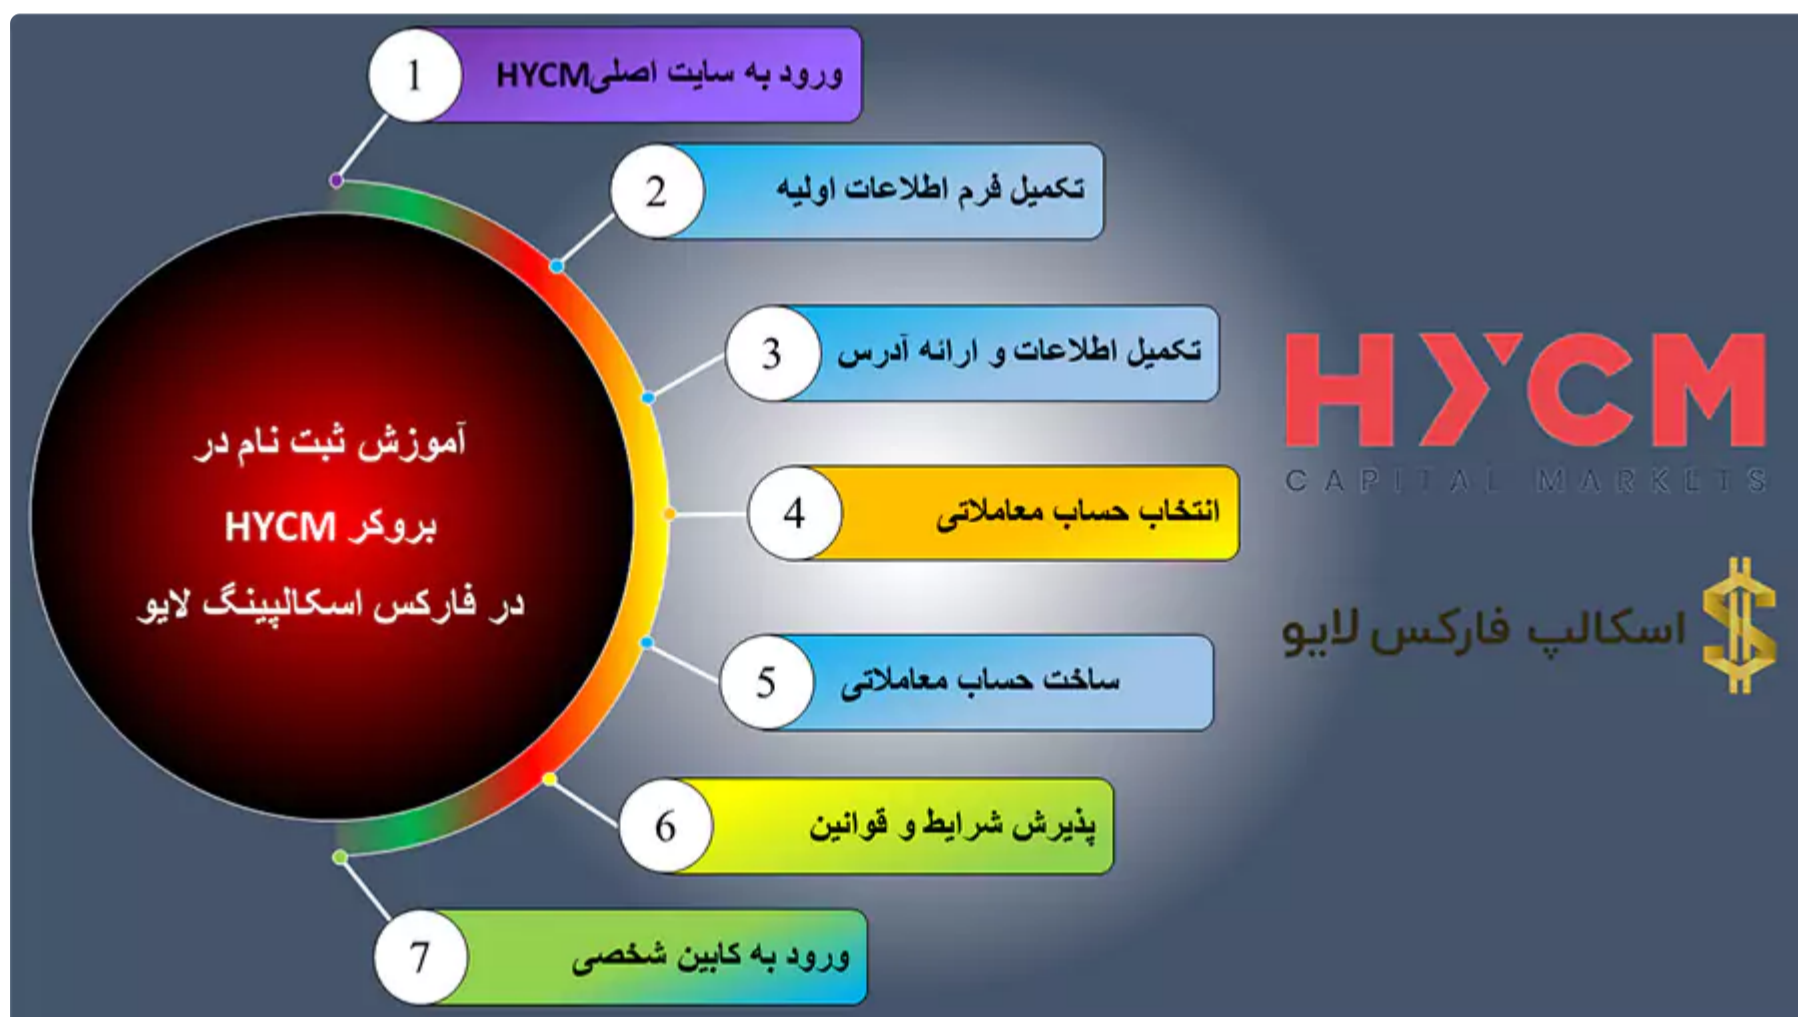 1
ورود به سایت اصلیHYCM
2
تکمیل فرم اطلاعات اولیه
3
تکمیل اطلاعات و ارائه آدرس
4
انتخاب حساب معاملاتی
5
ساخت حساب معاملاتی
6
پذیرش شرایط و قوانین
7
ورود به کابین شخصی
آموزش ثبت نام در
بروکر HYCM
در فارکس اسکالپینگ لایو
HYCM
CAPITAL MARKETS
اسکالپ فارکس لایو